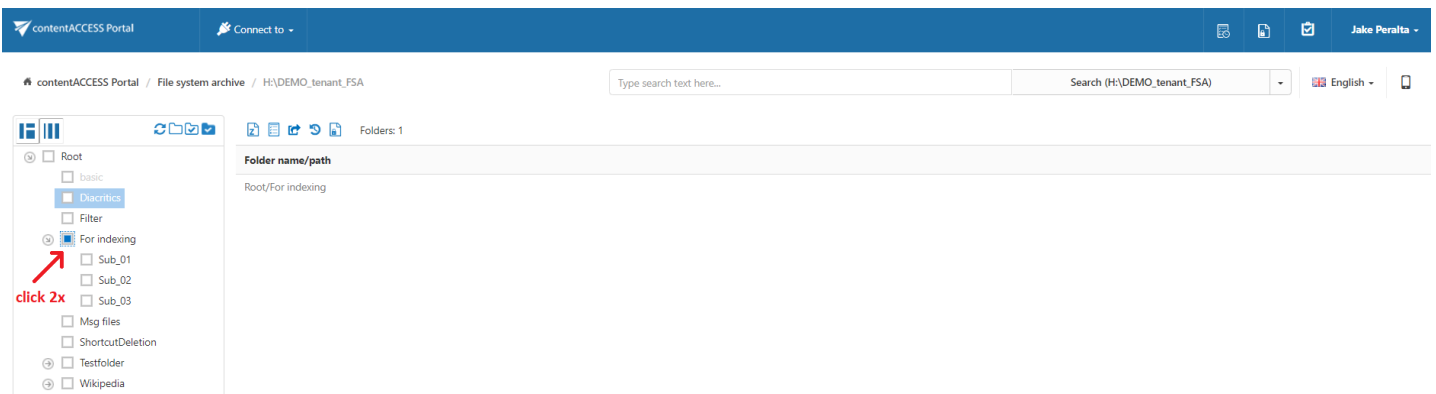 contentACCESS Portal
Connect to
Jake Peralta
contentACCESS Portal / File system archive / H:\DEMO_tenant_FSA
Type search text here...
Search (H:\DEMO_tenant_FSA)
English
Folders: 1
Root
basic
Diacritics
Filter
For indexing
Sub_01
Sub_02
Sub_03
Msg files
ShortcutDeletion
Testfolder
Wikipedia
click 2x
Folder name/path
Root/For indexing